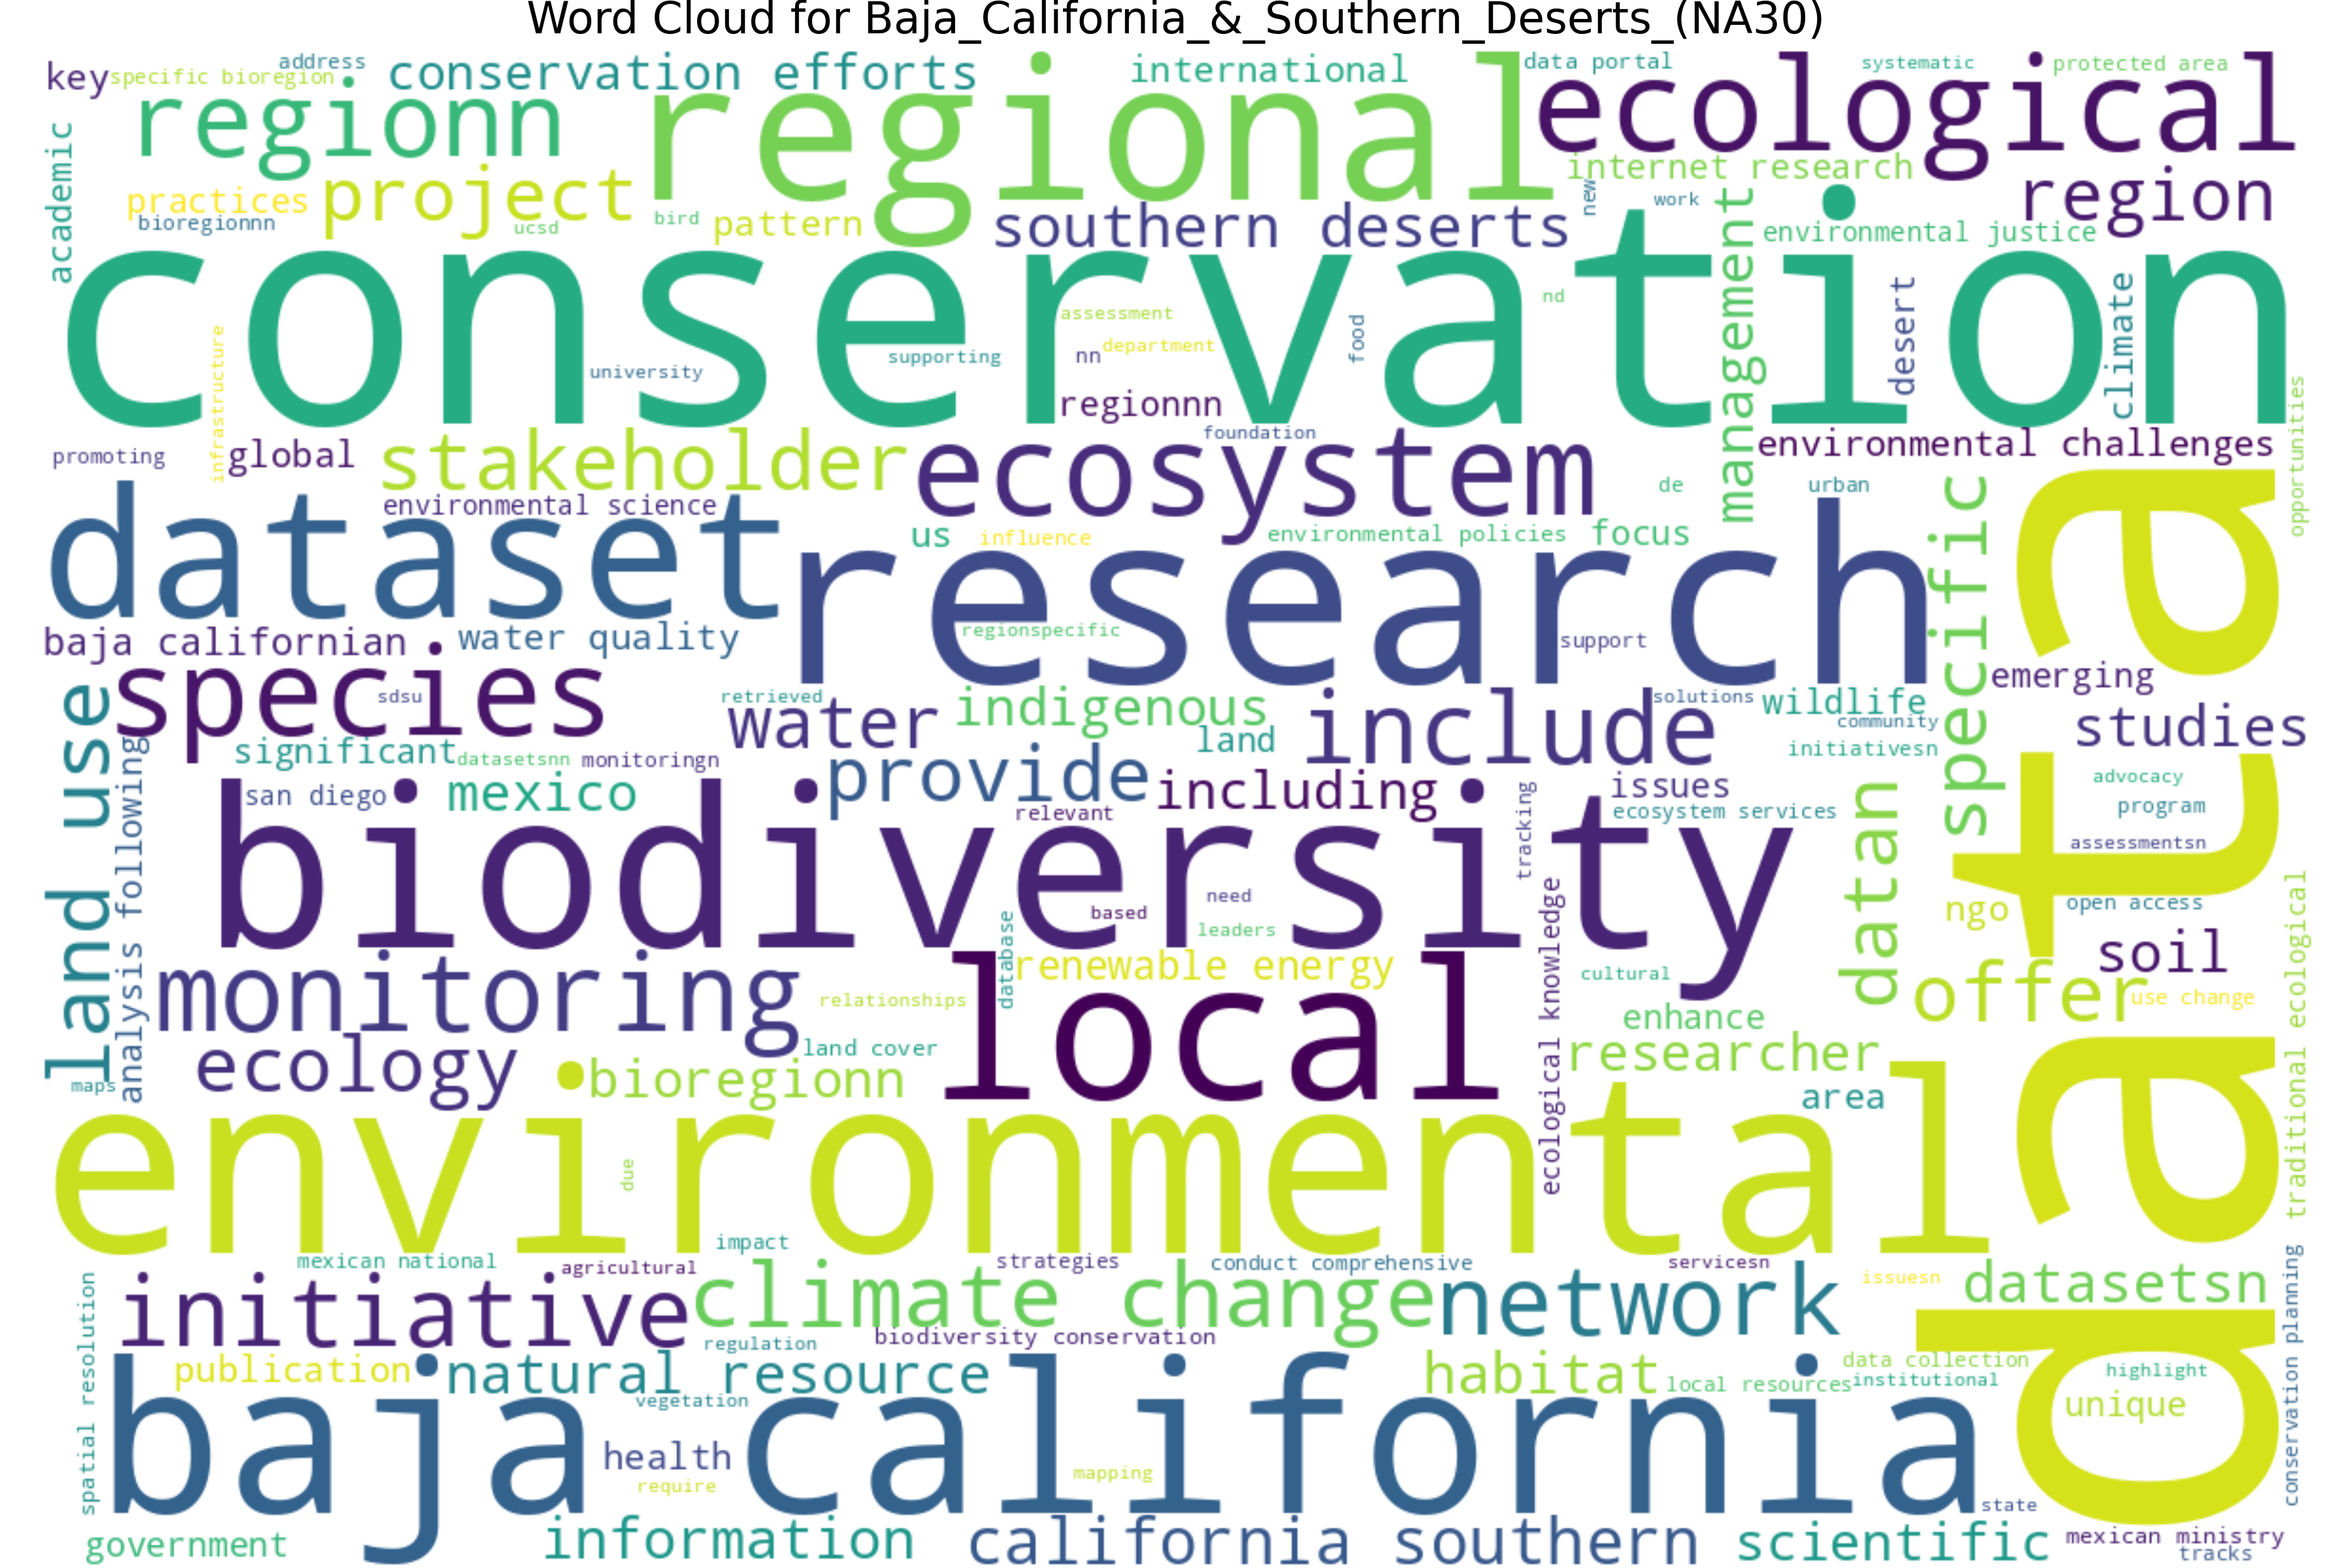 Word Cloud for Baja_California_&_Southern_Deserts_(NA30)
key
specific bioregion
address
conservation efforts
international
data portal
systematic
protected area
regionn
regional
ecological
academic
practices
project
internet research
region
bioregionnn
ucsd
bird
pattern
southern deserts
new
work
management
environmental justice
conservation
nd
desert
climate
assessment
food
infrastructure
university
supporting
nn
department
regionnn
opportunities
promoting
global
stakeholder
foundation
ecosystem
environmental challenges
dataset
environmental science
de
urban
us
influence
environmental policies
focus
specific
research
data
baja californian
water quality
regionspecific
support
emerging
land use
species
sdsu
retrieved
water
indigenous
include
solutions
wildlife
community
studies
significant
datasetsnn
monitoringn
land
initiativesn
analysis following
san diego
mexico
provide
including
issues
advocacy
relevant
tracking
ecosystem services
datan
program
biodiversity
assessmentsn
need
based
leaders
database
ecological knowledge
ngo
open access
traditional ecological
monitoring
renewable energy
cultural
soil
relationships
local
offer
use change
enhance
ecology
land cover
researcher
maps
bioregionn
area
environmental
due
impact
mexican national
agricultural
strategies
conduct comprehensive
servicesn
issuesn
conservation planning
spatial resolution
initiative
climate change
network
datasetsn
regulation
biodiversity conservation
publication
natural resource
habitat
data collection
local resources
institutional
highlight
vegetation
unique
baja california
health
mapping
require
state
government
information
california southern
scientific
mexican ministry
tracks